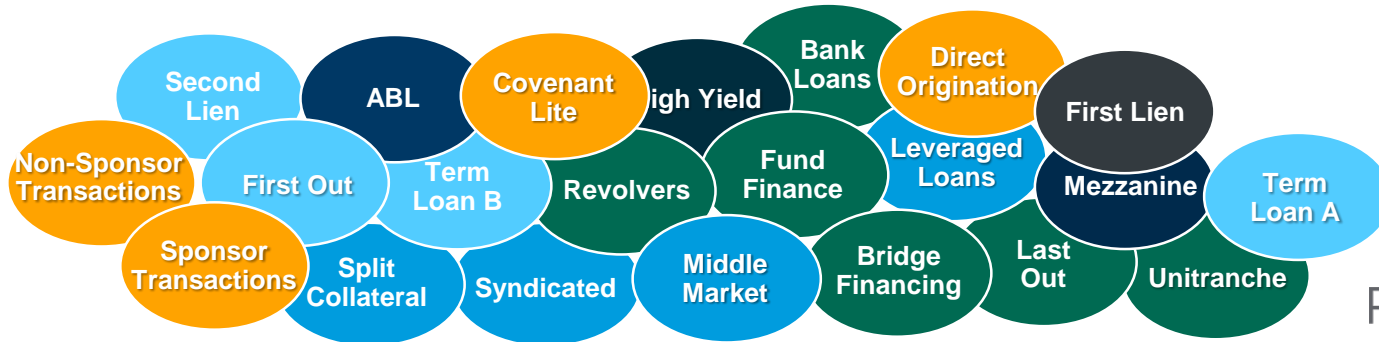 Second
Lien
ABL
Covenant
Lite
igh Yield
Bank
Loans
Direct
Origination
First Lien
Non-Sponsor
Transactions
First Out
Term
Loan B
Revolvers
Fund
Finance
Leveraged
Loans
Mezzanine
Term
Loan A
Sponsor
Transactions
Split
Collateral
Syndicated
Middle
Market
Bridge
Financing
Last
Out
Unitranche